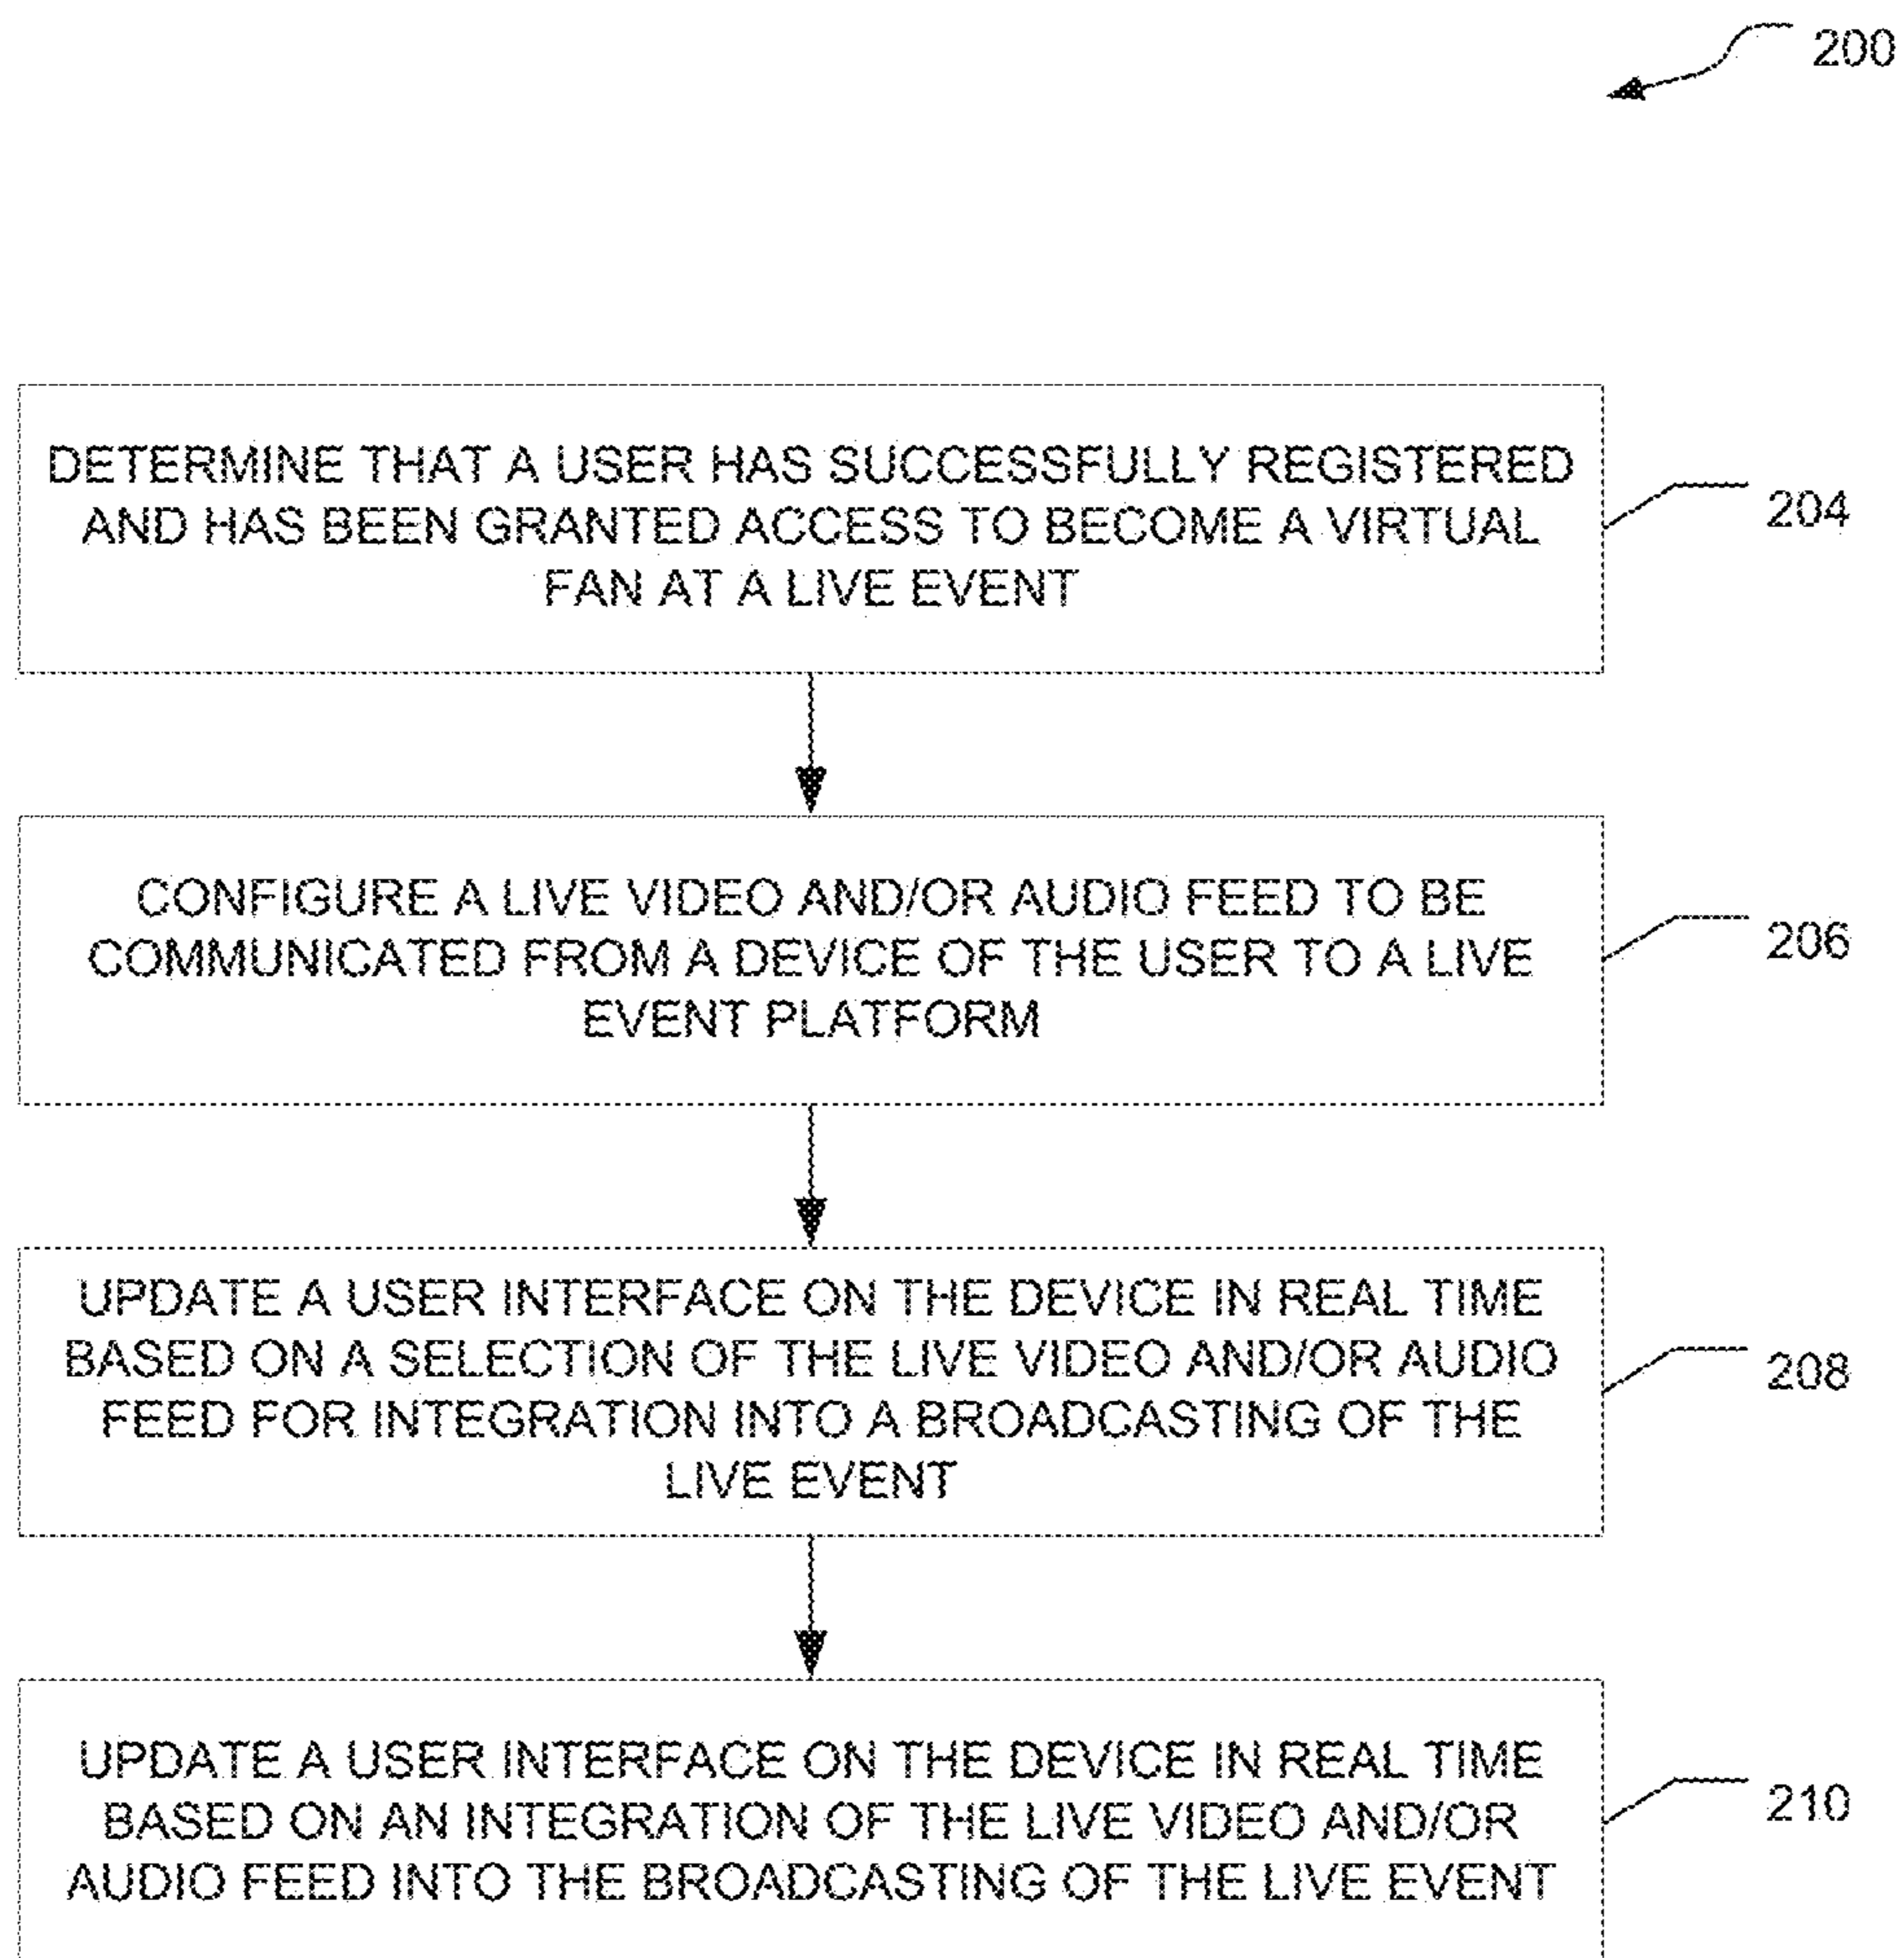 200
DETERMINE THAT A USER HAS SUCCESSFULLY REGISTERED
AND HAS BEEN GRANTED ACCESS TO BECOME A VIRTUAL
FAN AT A LIVE EVENT
204
CONFIGURE A LIVE VIDEO AND/OR AUDIO FEED TO BE
COMMUNICATED FROM A DEVICE OF THE USER TO A LIVE
EVENT PLATFORM
206
UPDATE A USER INTERFACE ON THE DEVICE IN REAL TIME
BASED ON A SELECTION OF THE LIVE VIDEO AND/OR AUDIO
FEED FOR INTEGRATION INTO A BROADCASTING OF THE
LIVE EVENT
208
UPDATE A USER INTERFACE ON THE DEVICE IN REAL TIME
BASED ON AN INTEGRATION OF THE LIVE VIDEO AND/OR
AUDIO FEED INTO THE BROADCASTING OF THE LIVE EVENT
210